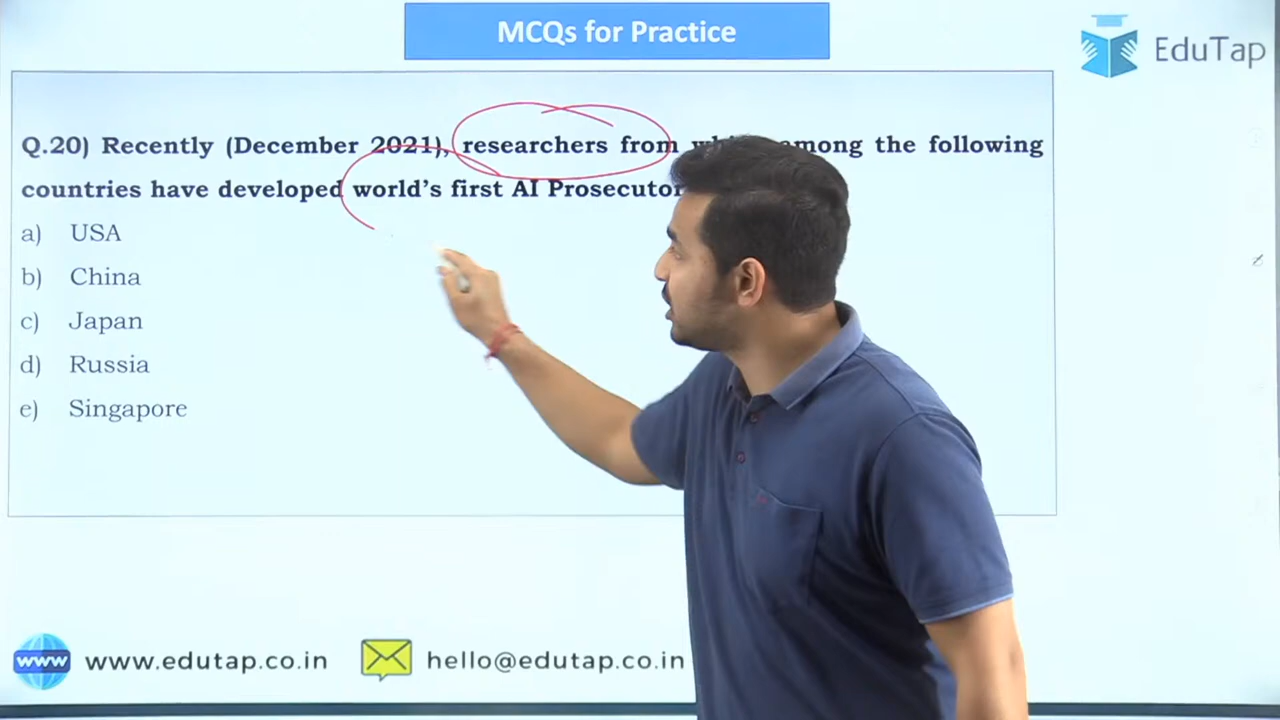 MCQs for Practice
EduTap
Q.20) Recently (December 2021), researchers from among the following
countries have developed world's first AI Prosecutor
a) USA
b) China
c) Japan
d) Russia
e) Singapore
www
www.edutap.co.in
hello@edutap.co.in